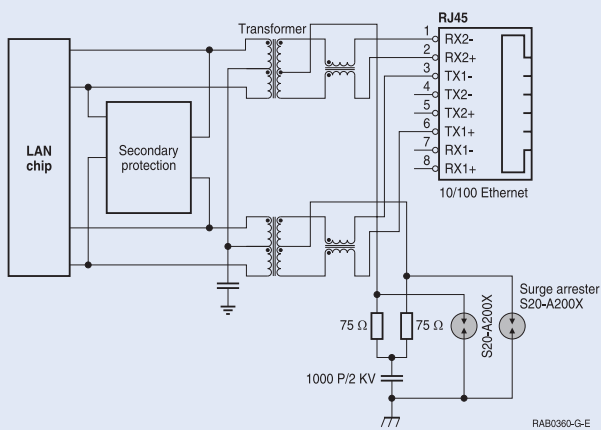 RJ45
Transformer
1 RX2-
2 RX2+
3 TX1-
4 TX2-
5 TX2+
6 TX1+
7 RX1-
8 RX1+
10/100 Ethernet
LAN
chip
Secondary
protection
Surge arrester
S20-A200X
75 Ω
75 Ω
S20-A200X
1000 P/2 KV
RAB0360-G-E